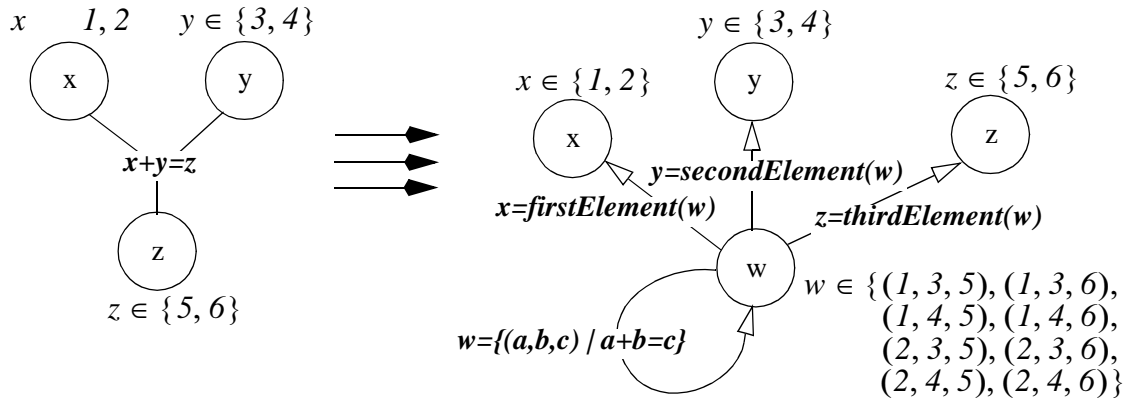 x 1, 2 y ∈ {3, 4}
x
y
x+y=z
z
z ∈ {5, 6}
y ∈ {3, 4}
x ∈ {1, 2}
z ∈ {5, 6}
y
x
z
y=secondElement(w)
x=firstElement(w)
z=thirdElement(w)
w
w ∈ {(1, 3, 5), (1, 3, 6),
(1, 4, 5), (1, 4, 6),
(2, 3, 5), (2, 3, 6),
(2, 4, 5), (2, 4, 6)}
w={(a,b,c) | a+b=c}